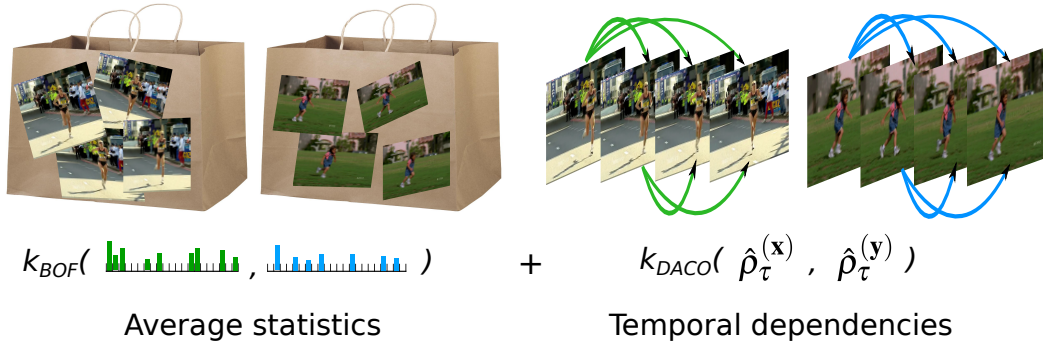 k_BOF( , ) + k_DACO( ρ̂_τ^(x) , ρ̂_τ^(y) )
Average statistics Temporal dependencies